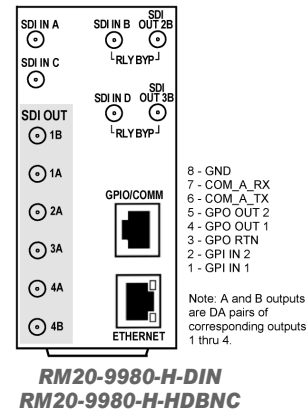 SDI IN A
SDI IN B
SDI
OUT 2B
RLY BYP
SDI IN C
SDI IN D
SDI
OUT 3B
RLY BYP
SDI OUT
1B
1A
2A
3A
4A
4B
GPIO/COMM
ETHERNET
8 - GND
7 - COM_A_RX
6 - COM_A_TX
5 - GPO OUT 2
4 - GPO OUT 1
3 - GPO RTN
2 - GPI IN 2
1 - GPI IN 1
Note: A and B outputs
are DA pairs of
corresponding outputs
1 thru 4.
RM20-9980-H-DIN
RM20-9980-H-HDBNC